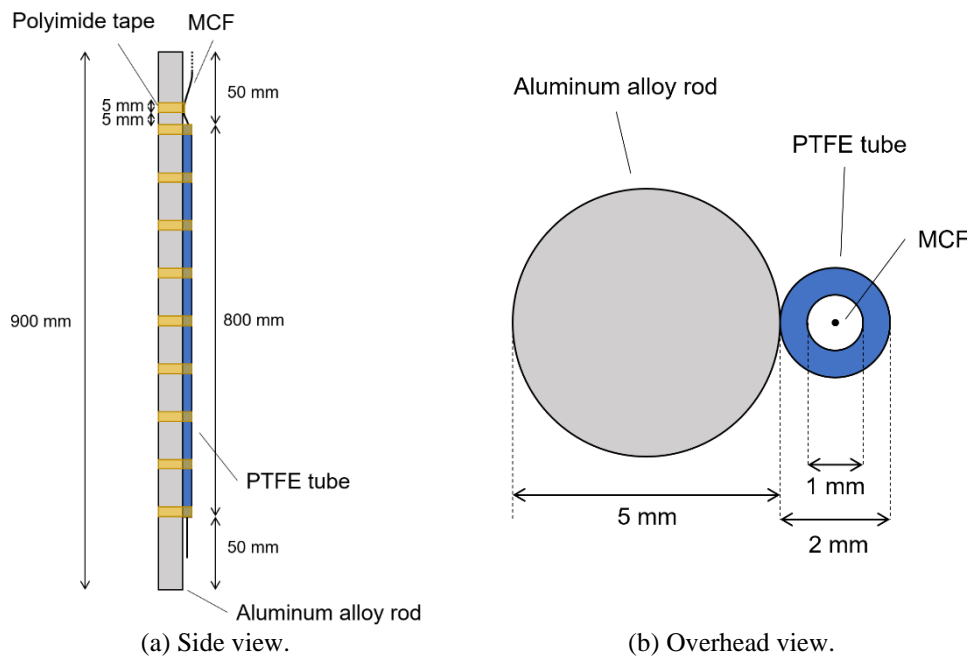 Polyimide tape
MCF
5 mm
5 mm
50 mm
900 mm
800 mm
PTFE tube
50 mm
Aluminum alloy rod
(a) Side view.
Aluminum alloy rod
PTFE tube
MCF
1 mm
5 mm
2 mm
(b) Overhead view.